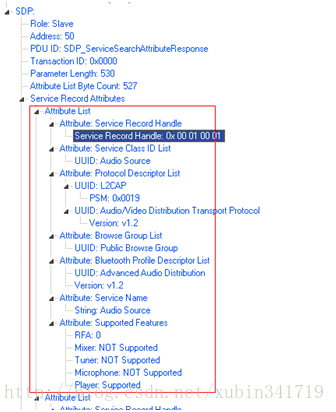 SDP:
Role: Slave
Address: 50
PDU ID: SDP_ServiceSearchAttributeResponse
Transaction ID: 0x0000
Parameter Length: 530
Attribute List Byte Count: 527
Service Record Attributes
Attribute List
Attribute: Service Record Handle
Service Record Handle: 0x 00 01 00 01
Attribute: Service Class ID List
UUID: Audio Source
Attribute: Protocol Descriptor List
UUID: L2CAP
PSM: 0x0019
UUID: Audio/Video Distribution Transport Protocol
Version: v1.2
Attribute: Browse Group List
UUID: Public Browse Group
Attribute: Bluetooth Profile Descriptor List
UUID: Advanced Audio Distribution
Version: v1.2
Attribute: Service Name
String: Audio Source
Attribute: Supported Features
RFA: 0
Mixer: NOT Supported
Tuner: NOT Supported
Microphone: NOT Supported
Player: Supported
http://blog.csdn.net/xubin341719
Attribute List
Attribute: Service Record Handle